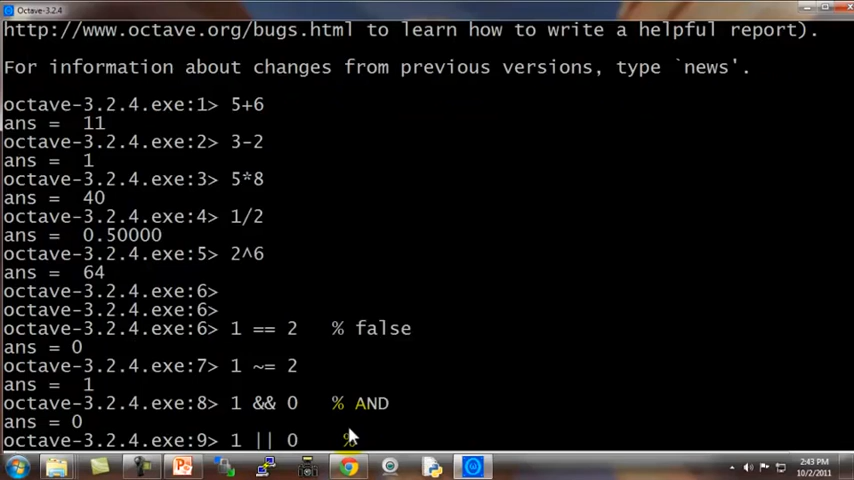 Octave-3.2.4
http://www.octave.org/bugs.html to learn how to write a helpful report).
For information about changes from previous versions, type `news'.
octave-3.2.4.exe:1> 5+6
ans =  11
octave-3.2.4.exe:2> 3-2
ans =  1
octave-3.2.4.exe:3> 5*8
ans =  40
octave-3.2.4.exe:4> 1/2
ans =  0.50000
octave-3.2.4.exe:5> 2^6
ans =  64
octave-3.2.4.exe:6>
octave-3.2.4.exe:6>
octave-3.2.4.exe:6> 1 == 2   % false
ans = 0
octave-3.2.4.exe:7> 1 ~= 2
ans =  1
octave-3.2.4.exe:8> 1 && 0   % AND
ans = 0
octave-3.2.4.exe:9> 1 || 0    %
2:43 PM
10/2/2011